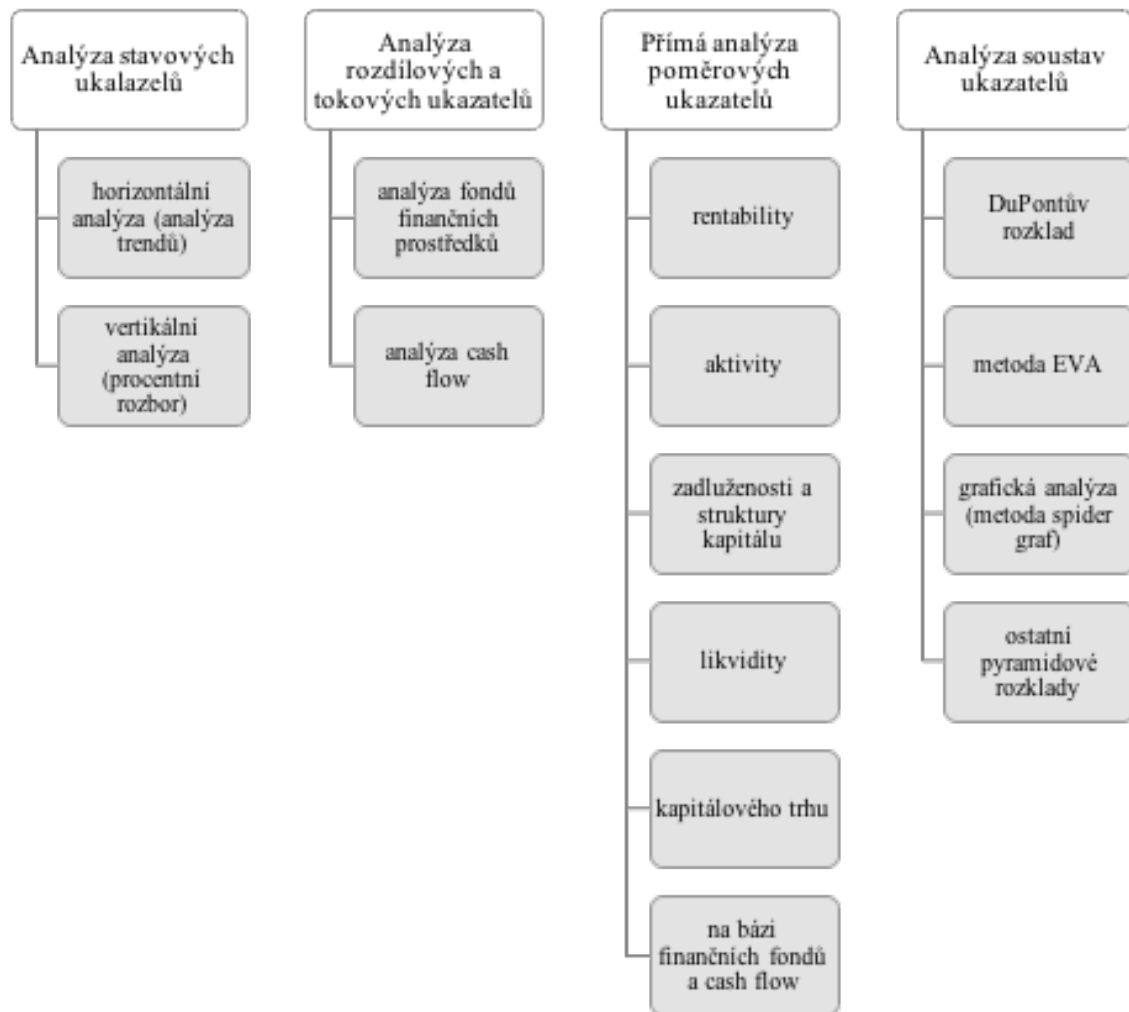 Analýza stavových
ukalazelů
horizontální
analýza (analýza
trendů)
vertikální
analýza
(procentní
rozbor)
Analýza
rozdílových a
tokových ukazatelů
analýza fondů
finančních
prostředků
analýza cash
flow
Přímá analýza
poměrových
ukazatelů
rentability
aktivity
zadluženosti a
struktury
kapitálu
likvidity
kapitálového trhu
na bázi
finančních fondů
a cash flow
Analýza soustav
ukazatelů
DuPontův
rozklad
metoda EVA
grafická analýza
(metoda spider
graf)
ostatní
pyramidové
rozklady